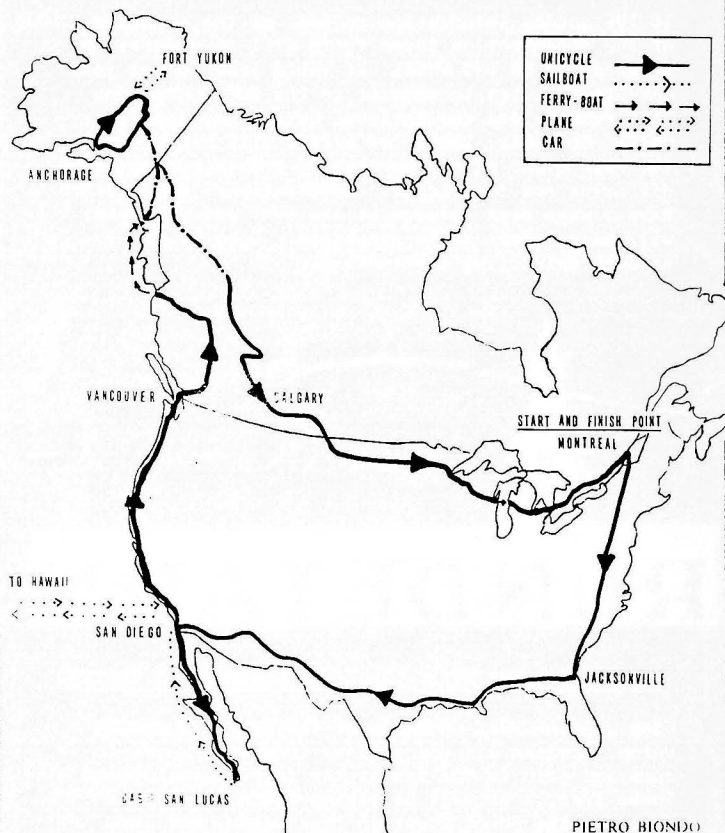 FORT YUKON
UNICYCLE
SAILBOAT
FERRY-BOAT
PLANE
CAR
ANCHORAGE
VANCOUVER
CALGARY
START AND FINISH POINT
MONTREAL
TO HAWAII
SAN DIEGO
JACKSONVILLE
SAN LUCAS
PIETRO BIONDO